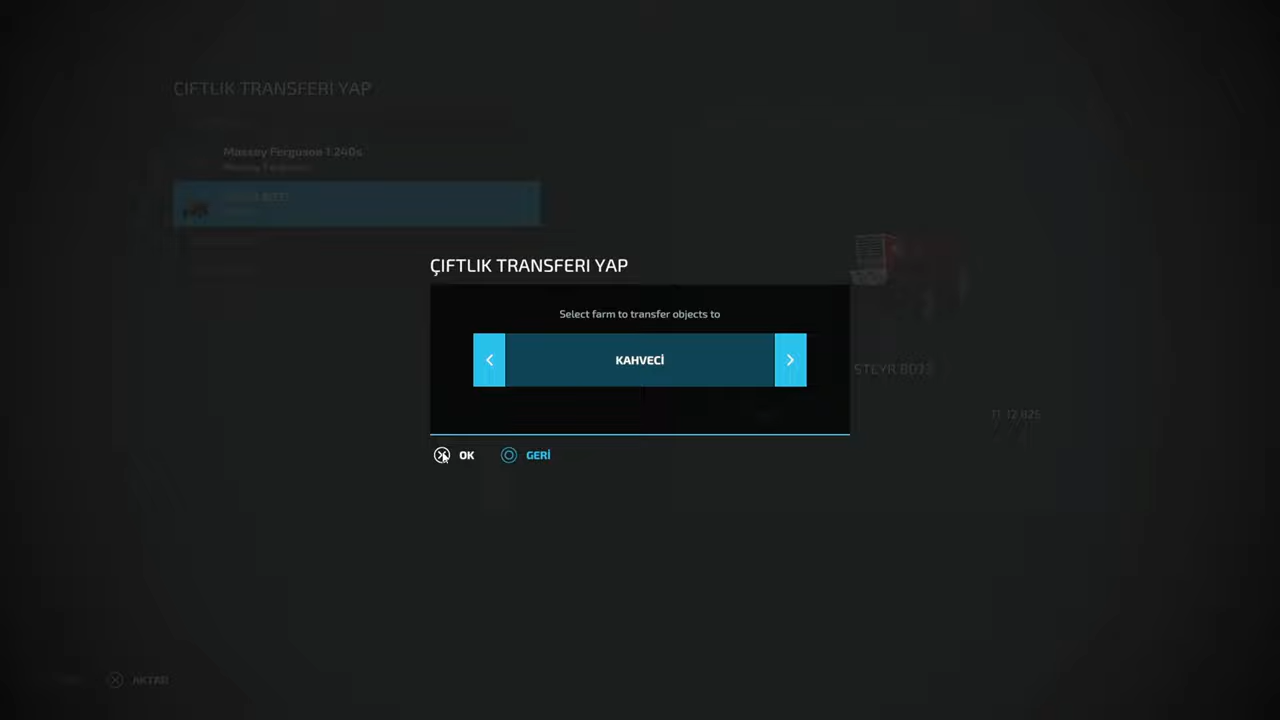 ÇIFTLIK TRANSFERI YAP
Massey Ferguson 1 240s
ÇIFTLIK TRANSFERI YAP
Select farm to transfer objects to
KAHVECİ
OK
GERİ
STEYR
AKTAR